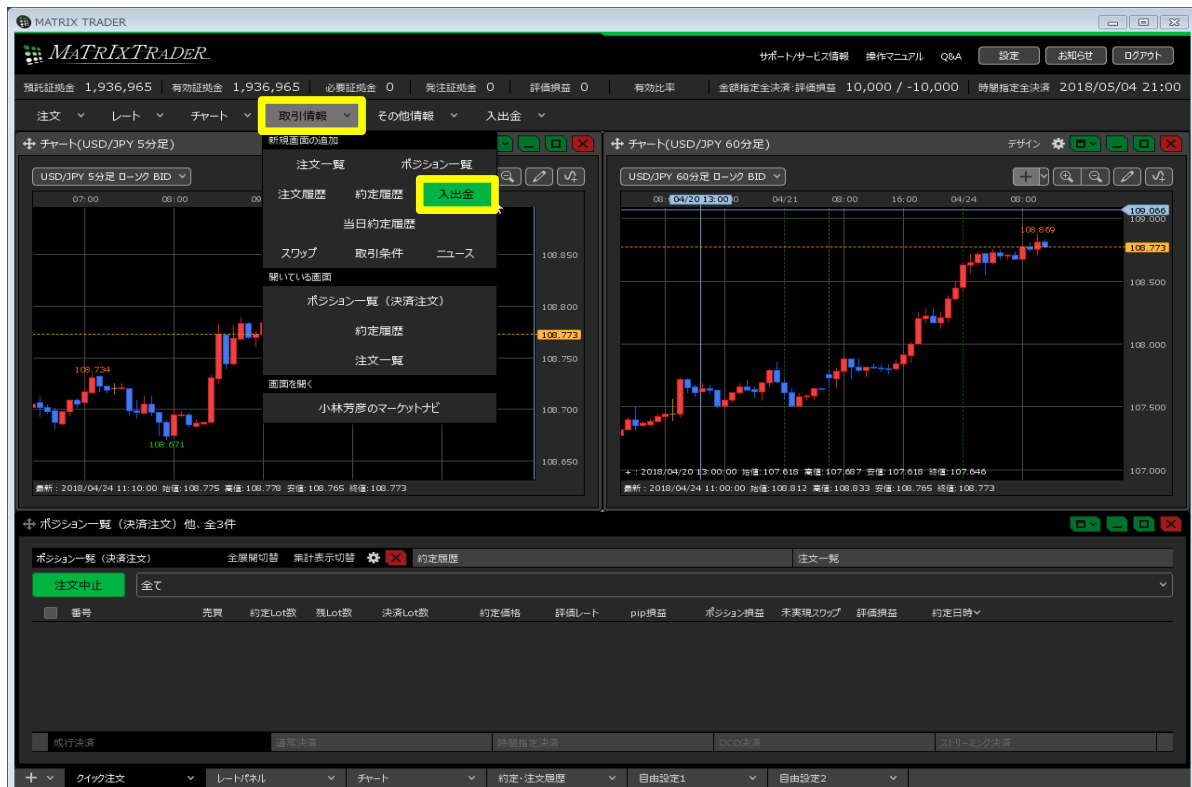 MATRIX TRADER
MATRIXTRADER
サポート/サービス情報 操作マニュアル Q&A 設定 お知らせ ログアウト
預託証拠金 1,936,965 有効証拠金 1,936,965 必要証拠金 0 発注証拠金 0 評価損益 0 有効比率 金額指定全決済:評価損益 10,000 / -10,000 時間指定全決済 2018/05/04 21:00
注文 レート チャート 取引情報 その他情報 入出金
チャート(USD/JPY 5分足)
新規画面の追加
注文一覧 ポジション一覧
注文履歴 約定履歴 入出金
当日約定履歴
スワップ 取引条件 ニュース
開いている画面
ポジション一覧（決済注文）
約定履歴
注文一覧
画面を開く
小林芳彦のマーケットナビ
USD/JPY 5分足 ローソク BID
07:00 08:00 09
108.850
108.800
108.773
108.750
108.700
108.650
108.734
108.671
最新 : 2018/04/24 11:10:00 始値:108.775 高値:108.778 安値:108.765 終値:108.773
チャート(USD/JPY 60分足) デザイン
USD/JPY 60分足 ローソク BID
08: 04/20 13:00 0 04/21 08:00 16:00 04/24 08:00
109.066
109.000
108.869
108.773
108.500
108.000
107.500
107.000
+ : 2018/04/20 13:00:00 始値:107.618 高値:107.687 安値:107.618 終値:107.646
最新 : 2018/04/24 11:00:00 始値:108.812 高値:108.833 安値:108.765 終値:108.773
ポジション一覧（決済注文）他、全3件
ポジション一覧（決済注文） 全展開切替 集計表示切替 約定履歴 注文一覧
注文中止 全て
番号 売買 約定Lot数 残Lot数 決済Lot数 約定価格 評価レート pip損益 ポジション損益 未実現スワップ 評価損益 約定日時
成行決済 通常決済 時間指定決済 OCO決済 ストリーミング決済
クイック注文 レートパネル チャート 約定・注文履歴 自由設定1 自由設定2